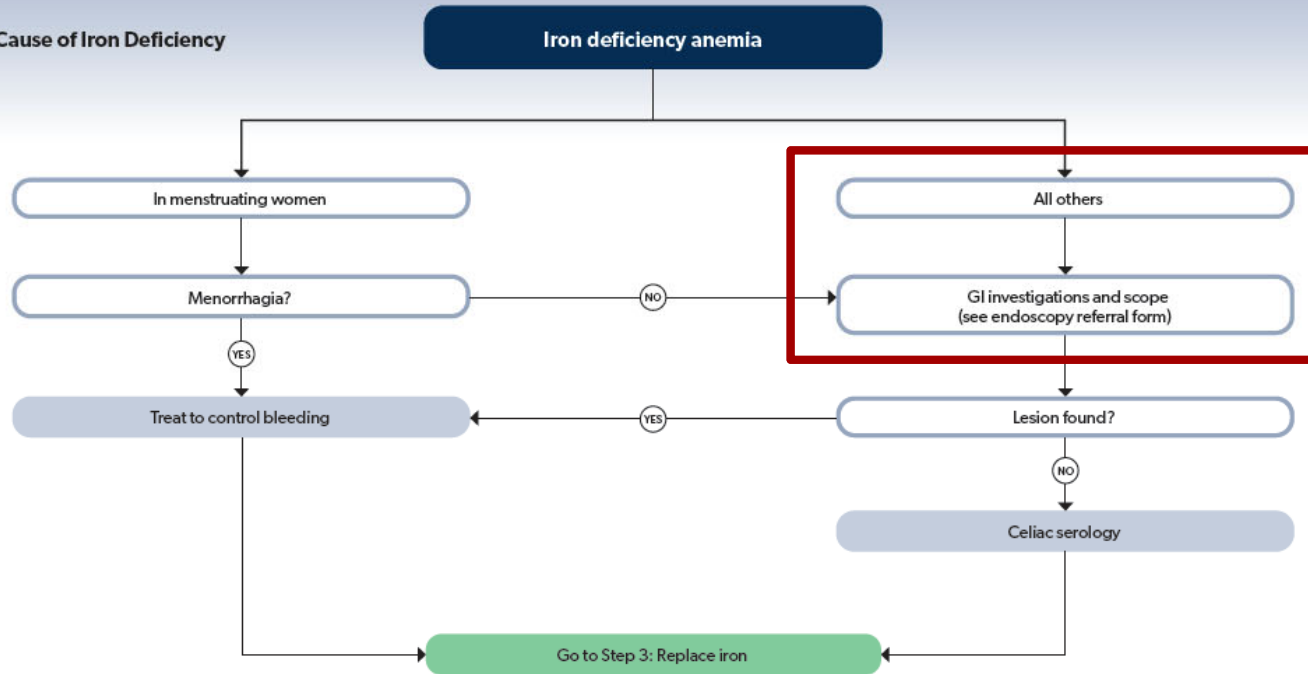 Cause of Iron Deficiency
Iron deficiency anemia
In menstruating women
All others
Menorrhagia?
NO
GI investigations and scope
(see endoscopy referral form)
YES
Treat to control bleeding
YES
Lesion found?
NO
Celiac serology
Go to Step 3: Replace iron